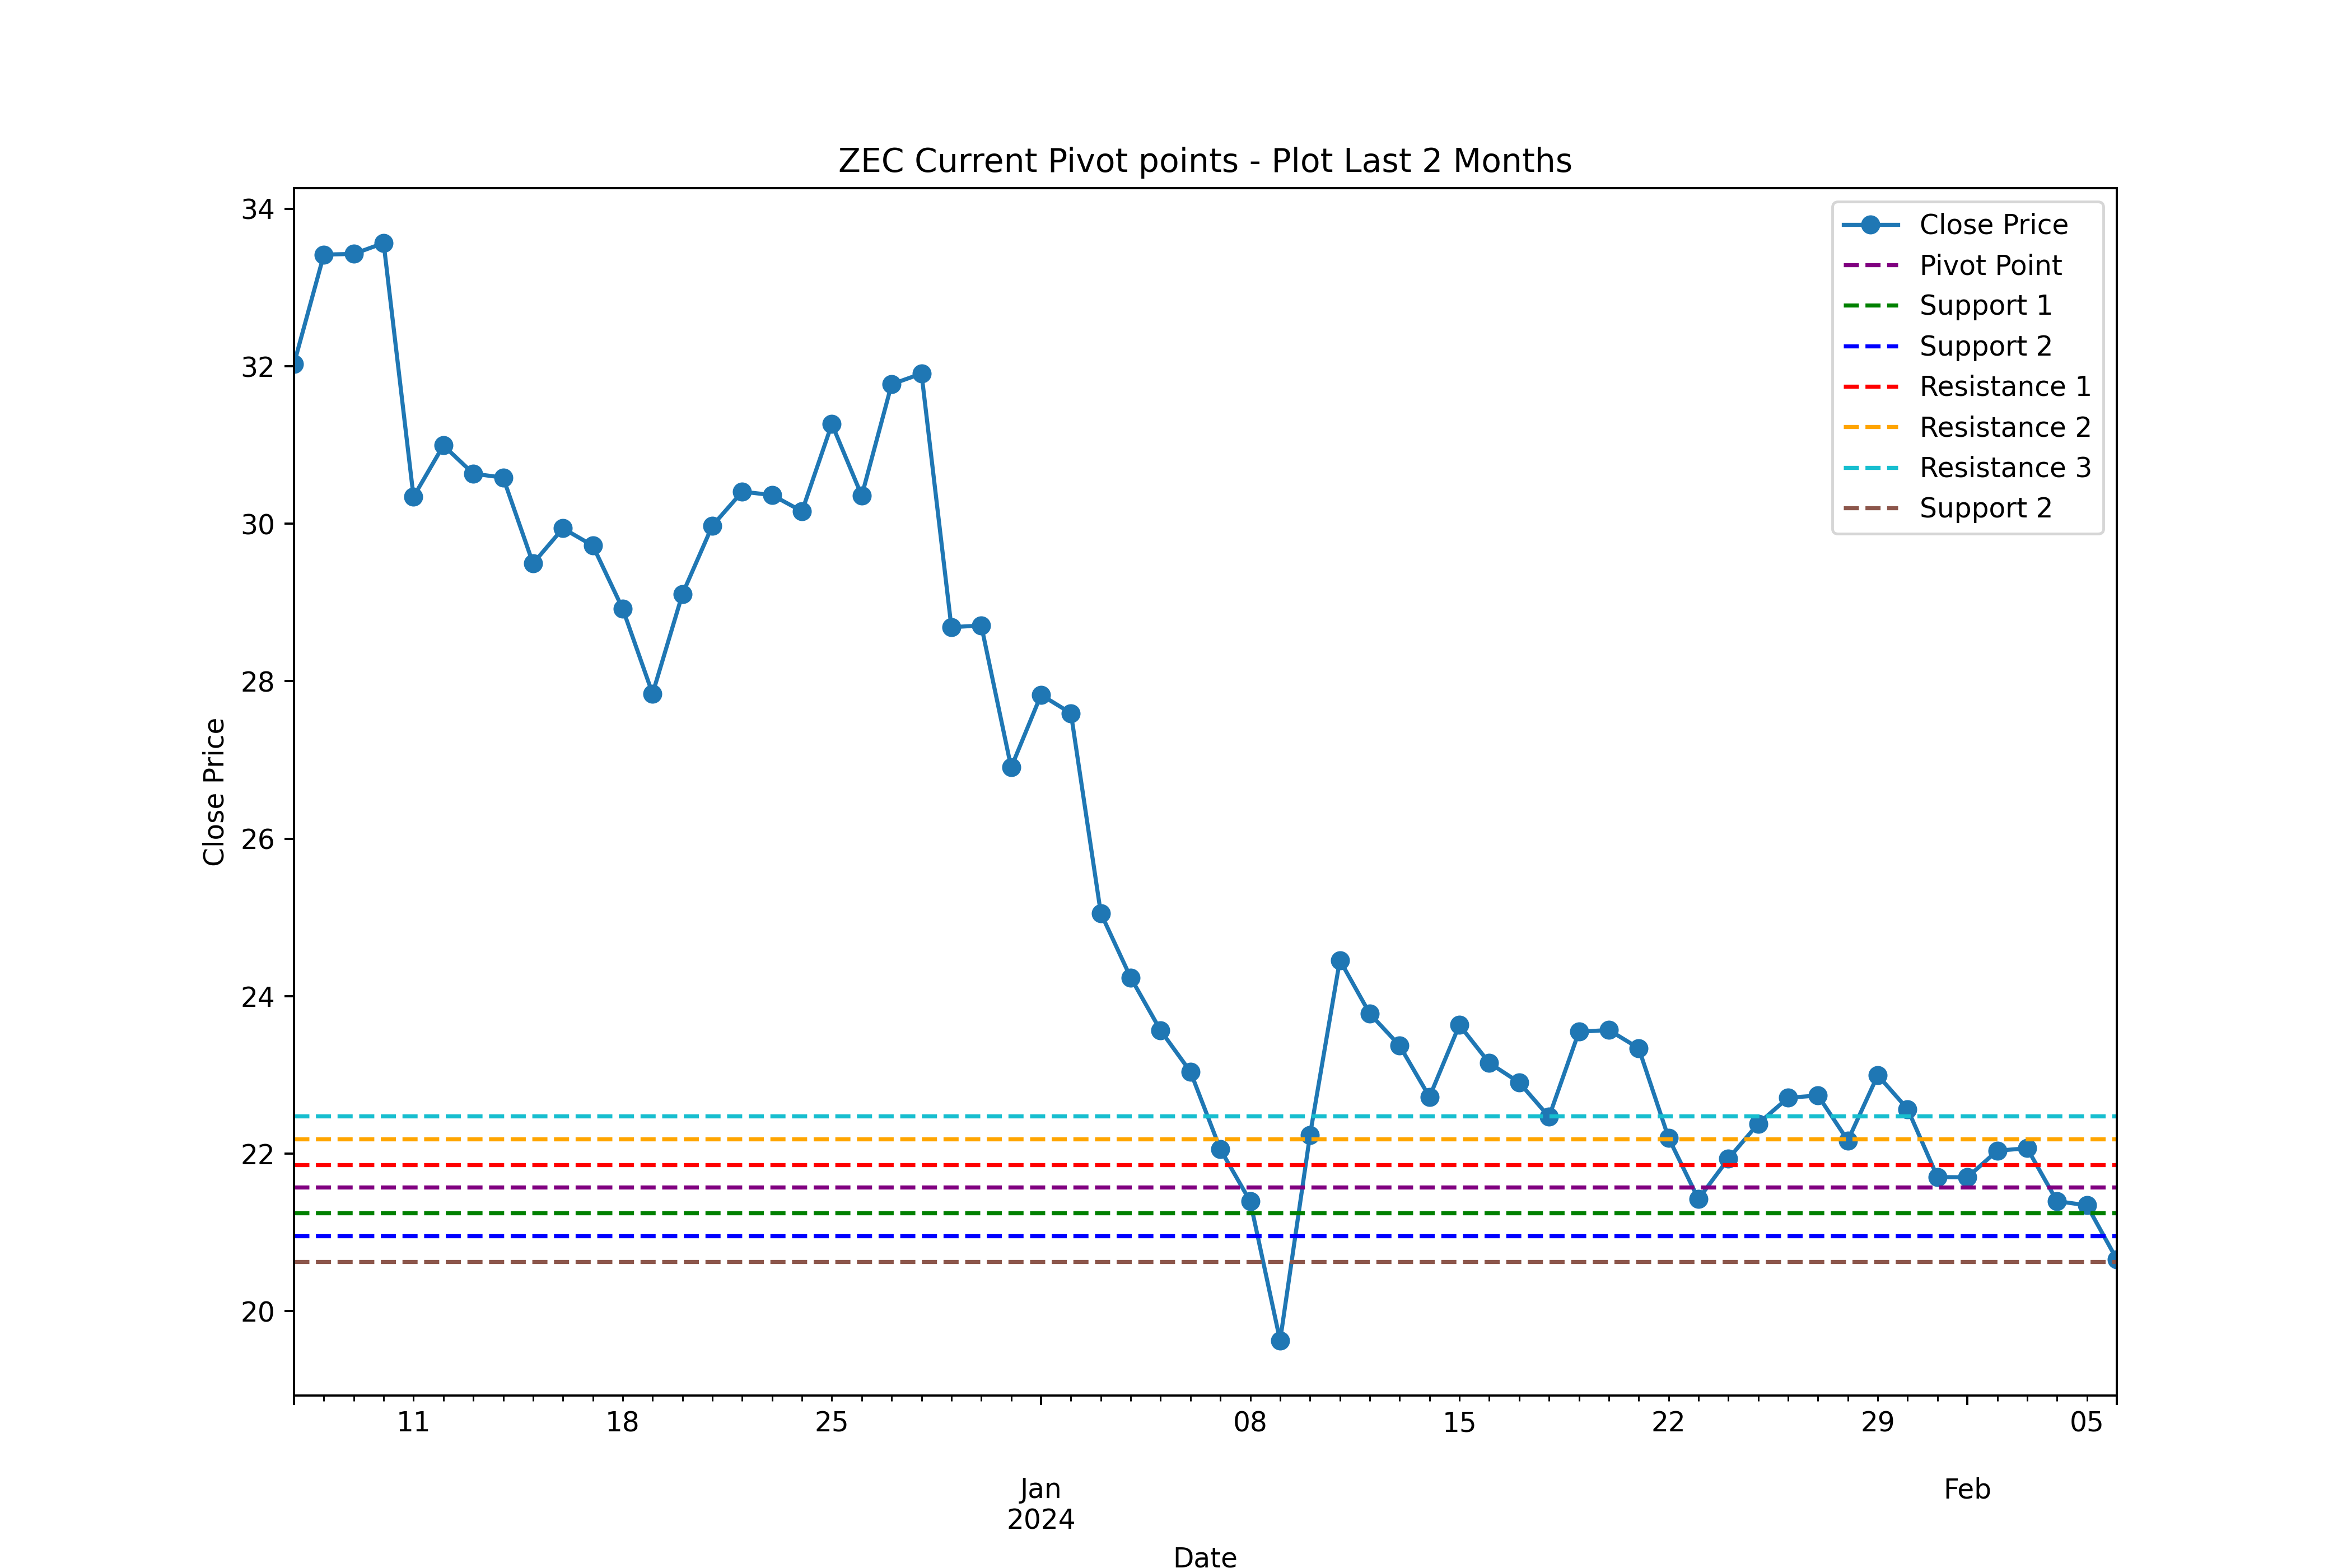 ZEC Current Pivot points - Plot Last 2 Months
34
32
30
28
26
24
22
20
Close Price
Close Price
Pivot Point
Support 1
Support 2
Resistance 1
Resistance 2
Resistance 3
Support 2
11 18 25 08 15 22 29 05
Jan Feb
2024
Date